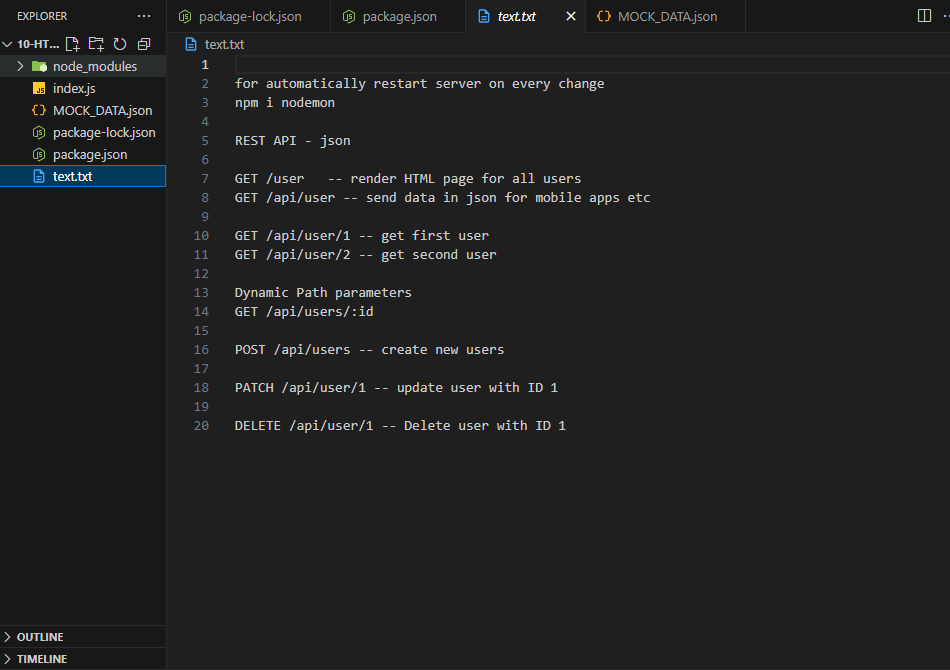 EXPLORER
10-HT...
node_modules
index.js
MOCK_DATA.json
package-lock.json
package.json
text.txt
OUTLINE
TIMELINE
package-lock.json
package.json
text.txt
MOCK_DATA.json
text.txt
1
2 for automatically restart server on every change
3 npm i nodemon
4
5 REST API - json
6
7 GET /user   -- render HTML page for all users
8 GET /api/user -- send data in json for mobile apps etc
9
10 GET /api/user/1 -- get first user
11 GET /api/user/2 -- get second user
12
13 Dynamic Path parameters
14 GET /api/users/:id
15
16 POST /api/users -- create new users
17
18 PATCH /api/user/1 -- update user with ID 1
19
20 DELETE /api/user/1 -- Delete user with ID 1